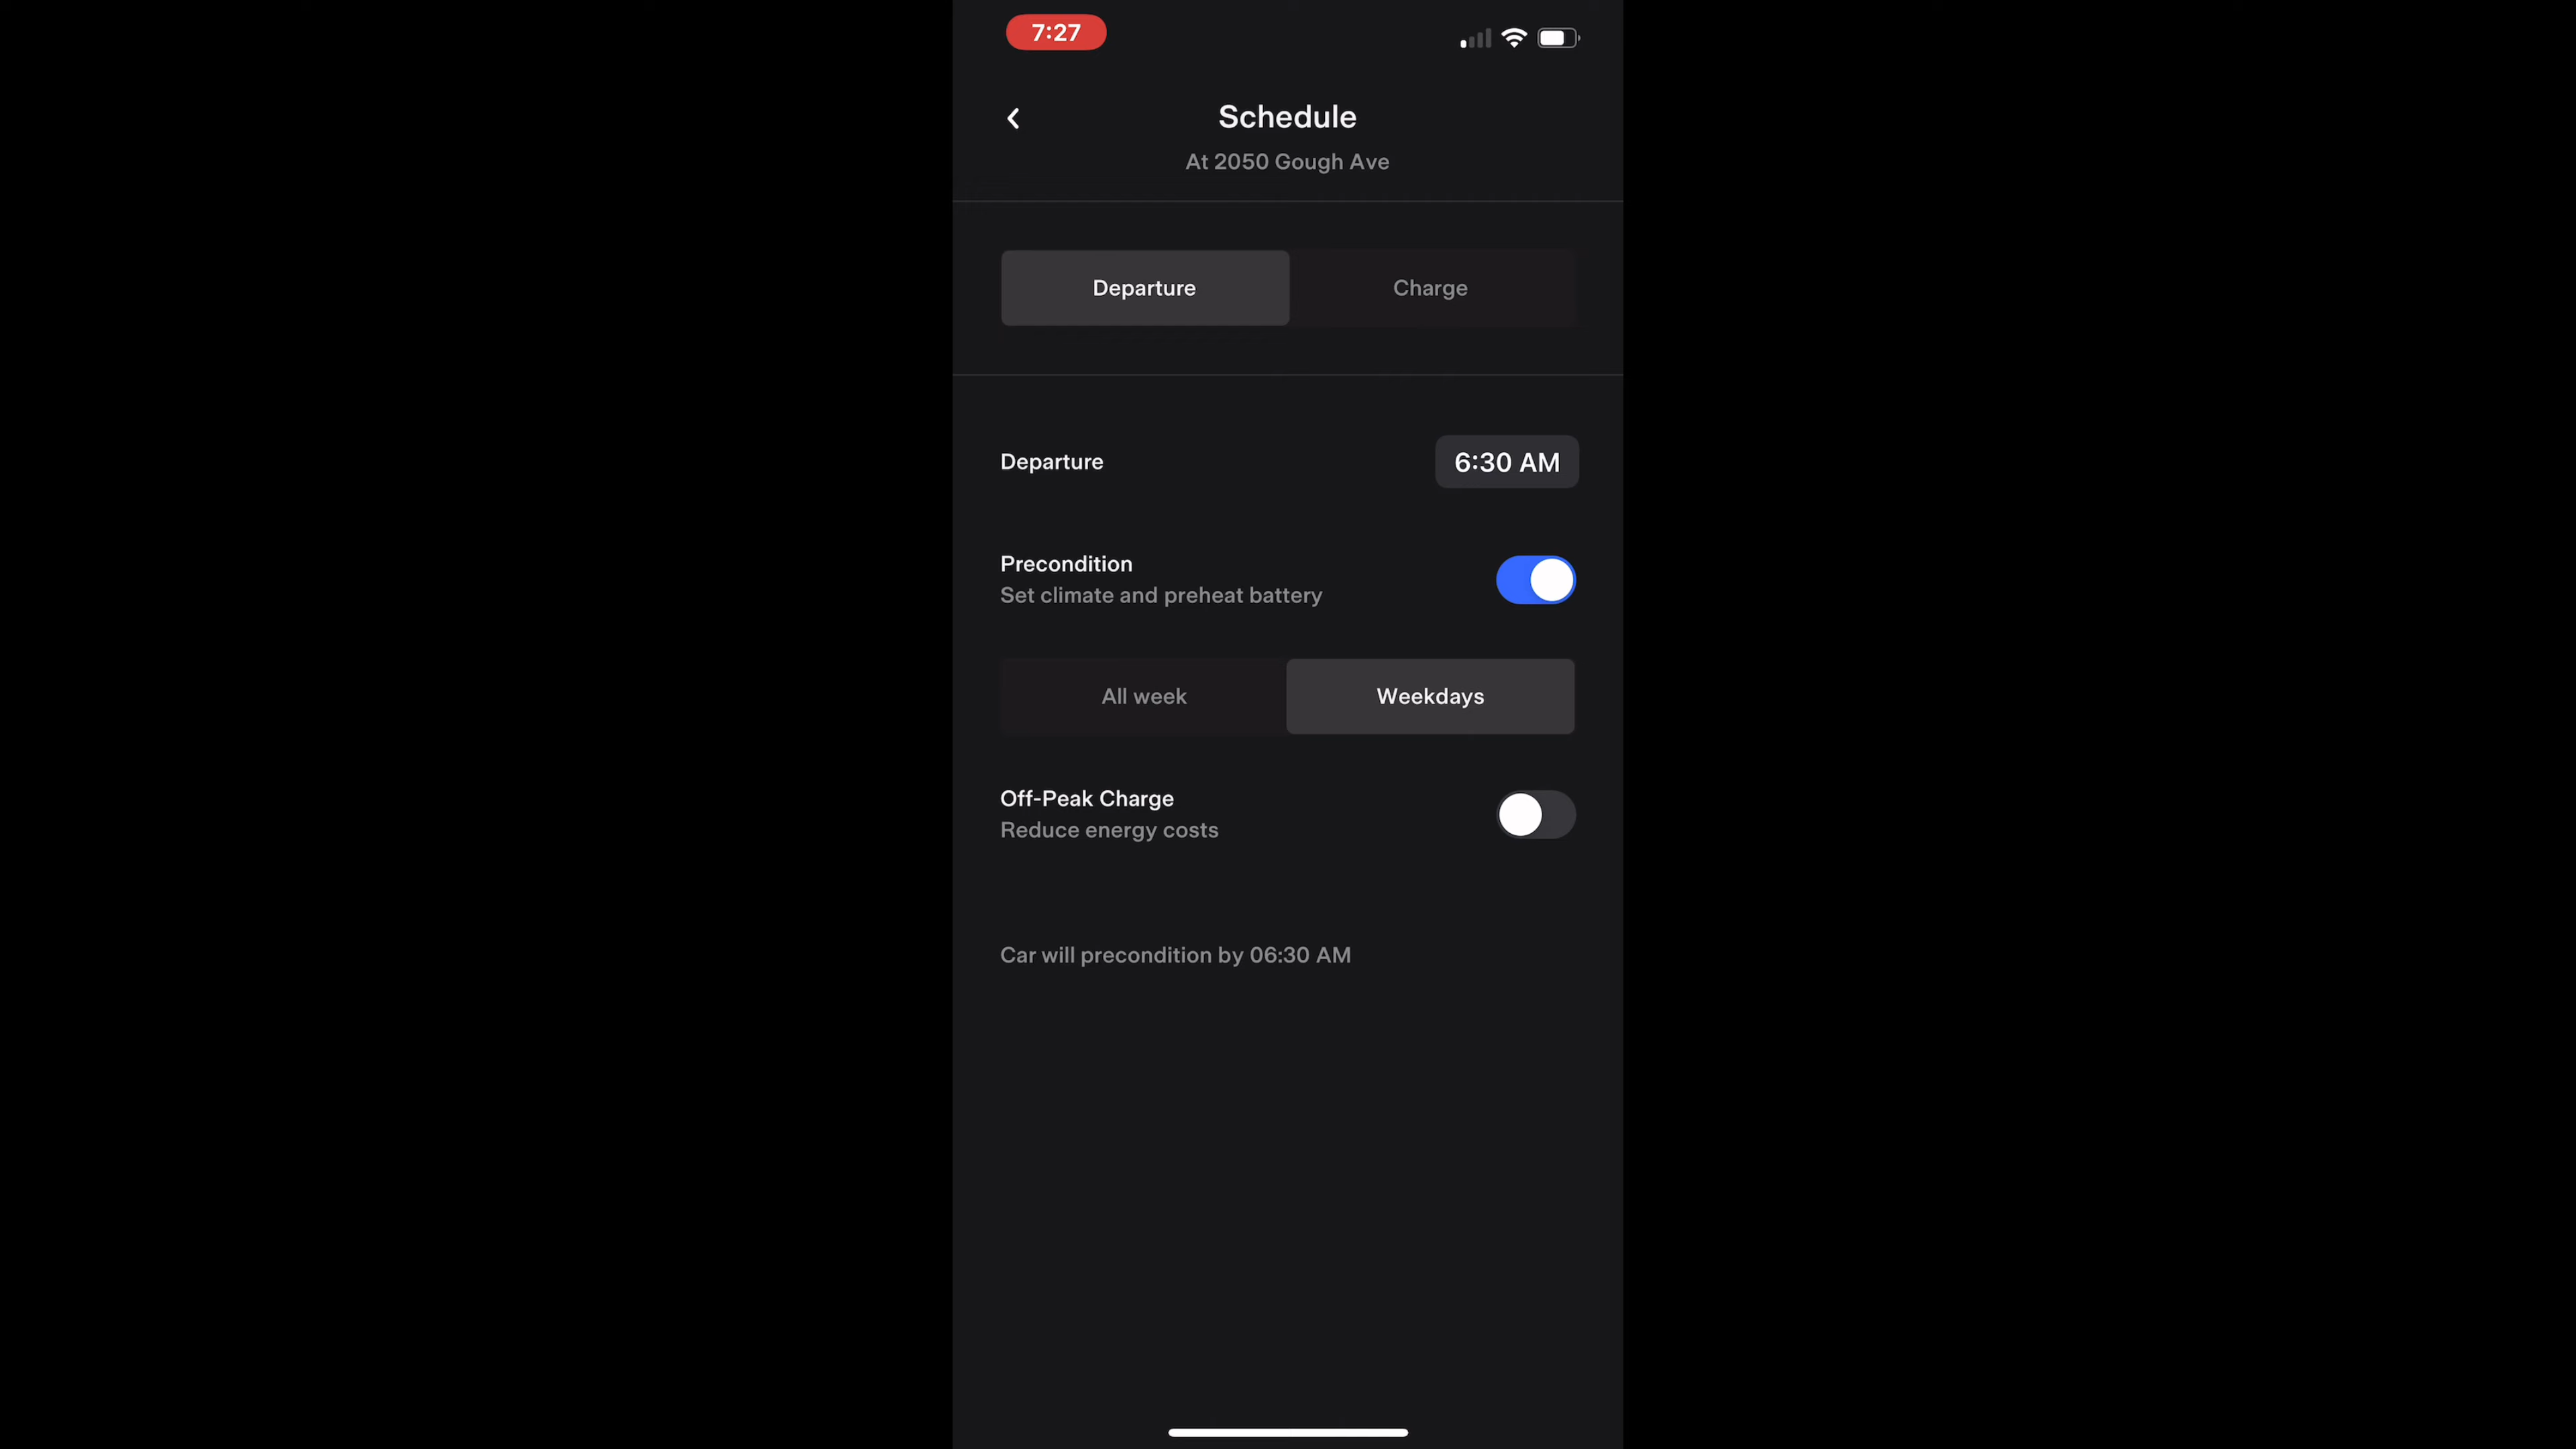 7:27
Schedule
At 2050 Gough Ave
Departure
Charge
Departure
6:30 AM
Precondition
Set climate and preheat battery
All week
Weekdays
Off-Peak Charge
Reduce energy costs
Car will precondition by 06:30 AM